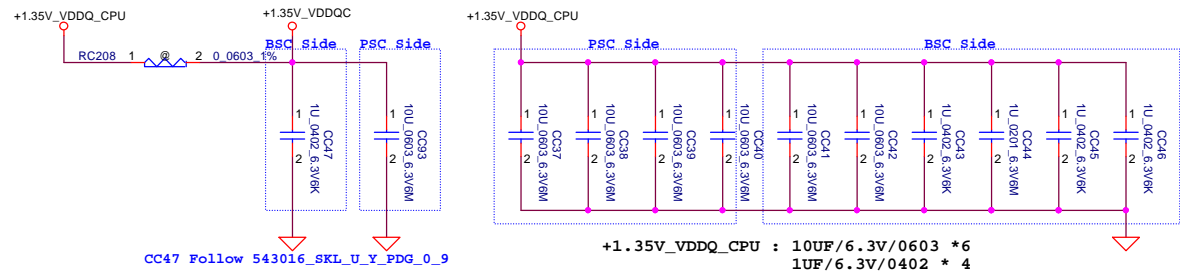 +1.35V_VDDQ_CPU
+1.35V_VDDQC
+1.35V_VDDQ_CPU
BSC Side
PSC Side
PSC Side
BSC Side
RC208 1 @ 2 0_0603_1%
1
2
CC47
1U_0402_6.3V6K
1
2
CC93
10U_0603_6.3V6M
1
2
CC37
10U_0603_6.3V6M
1
2
CC38
10U_0603_6.3V6M
1
2
CC39
10U_0603_6.3V6M
1
2
CC40
10U_0603_6.3V6M
1
2
CC41
10U_0603_6.3V6M
1
2
CC42
10U_0603_6.3V6M
1
2
CC43
1U_0402_6.3V6K
1
2
CC44
1U_0201_6.3V6M
1
2
CC45
1U_0402_6.3V6K
1
2
CC46
1U_0402_6.3V6K
CC47 Follow 543016_SKL_U_Y_PDG_0_9
+1.35V_VDDQ_CPU : 10UF/6.3V/0603 *6
1UF/6.3V/0402 * 4